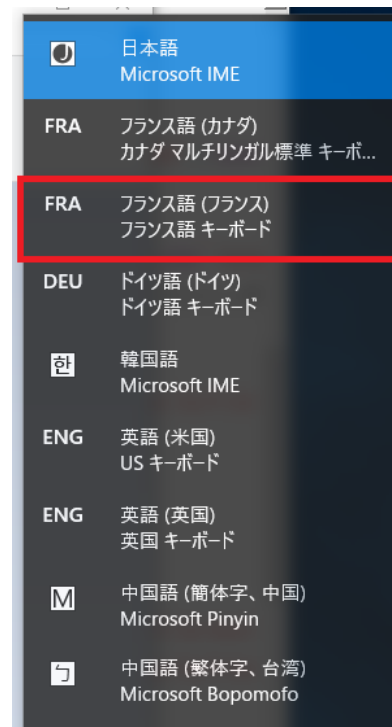 日本語
Microsoft IME
FRA フランス語 (カナダ)
カナダ マルチリンガル標準 キーボ...
FRA フランス語 (フランス)
フランス語 キーボード
DEU ドイツ語 (ドイツ)
ドイツ語 キーボード
한 韓国語
Microsoft IME
ENG 英語 (米国)
US キーボード
ENG 英語 (英国)
英国 キーボード
M 中国語 (簡体字、中国)
Microsoft Pinyin
ㄅ 中国語 (繁体字、台湾)
Microsoft Bopomofo